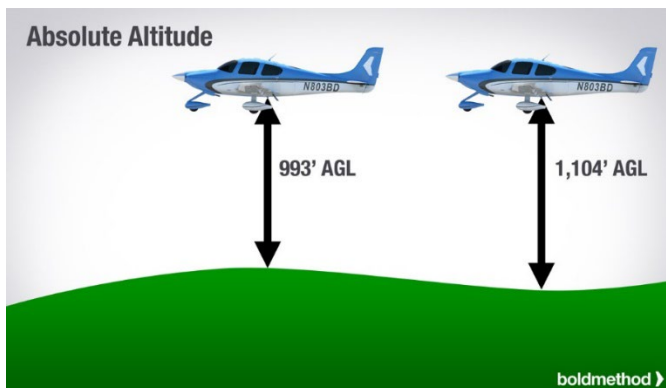 Absolute Altitude
N803BD
N803BD
993' AGL
1,104' AGL
boldmethod